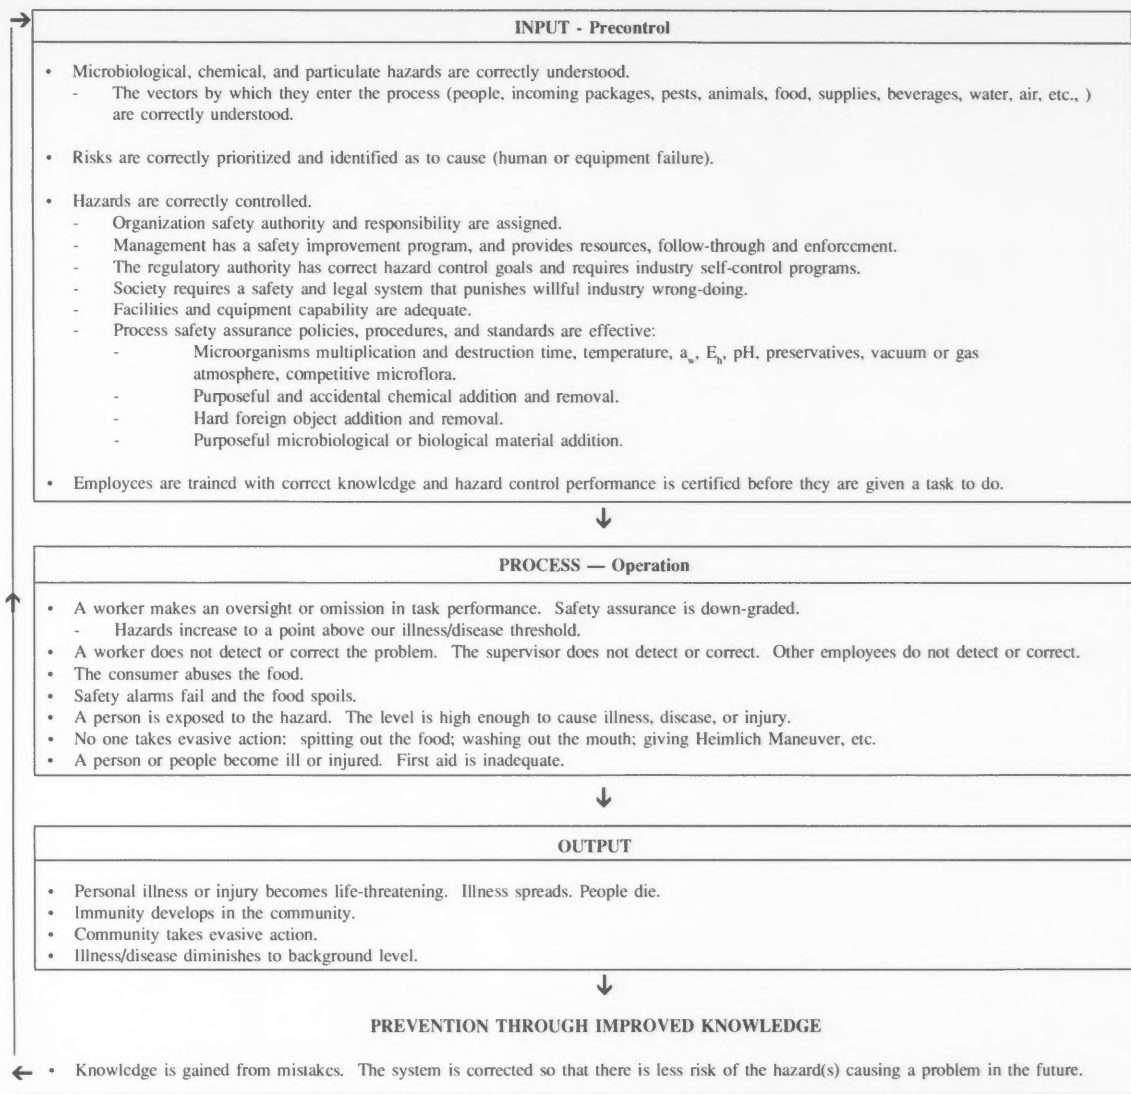 INPUT - Precontrol
• Microbiological, chemical, and particulate hazards are correctly understood.
- The vectors by which they enter the process (people, incoming packages, pests, animals, food, supplies, beverages, water, air, etc., )
are correctly understood.
• Risks are correctly prioritized and identified as to cause (human or equipment failure).
• Hazards are correctly controlled.
- Organization safety authority and responsibility are assigned.
- Management has a safety improvement program, and provides resources, follow-through and enforcement.
- The regulatory authority has correct hazard control goals and requires industry self-control programs.
- Society requires a safety and legal system that punishes willful industry wrong-doing.
- Facilities and equipment capability are adequate.
- Process safety assurance policies, procedures, and standards are effective:
- Microorganisms multiplication and destruction time, temperature, a_w, E_h, pH, preservatives, vacuum or gas
atmosphere, competitive microflora.
- Purposeful and accidental chemical addition and removal.
- Hard foreign object addition and removal.
- Purposeful microbiological or biological material addition.
• Employees are trained with correct knowledge and hazard control performance is certified before they are given a task to do.
PROCESS — Operation
• A worker makes an oversight or omission in task performance. Safety assurance is down-graded.
- Hazards increase to a point above our illness/disease threshold.
• A worker does not detect or correct the problem. The supervisor does not detect or correct. Other employees do not detect or correct.
• The consumer abuses the food.
• Safety alarms fail and the food spoils.
• A person is exposed to the hazard. The level is high enough to cause illness, disease, or injury.
• No one takes evasive action: spitting out the food; washing out the mouth; giving Heimlich Maneuver, etc.
• A person or people become ill or injured. First aid is inadequate.
OUTPUT
• Personal illness or injury becomes life-threatening. Illness spreads. People die.
• Immunity develops in the community.
• Community takes evasive action.
• Illness/disease diminishes to background level.
PREVENTION THROUGH IMPROVED KNOWLEDGE
• Knowledge is gained from mistakes. The system is corrected so that there is less risk of the hazard(s) causing a problem in the future.